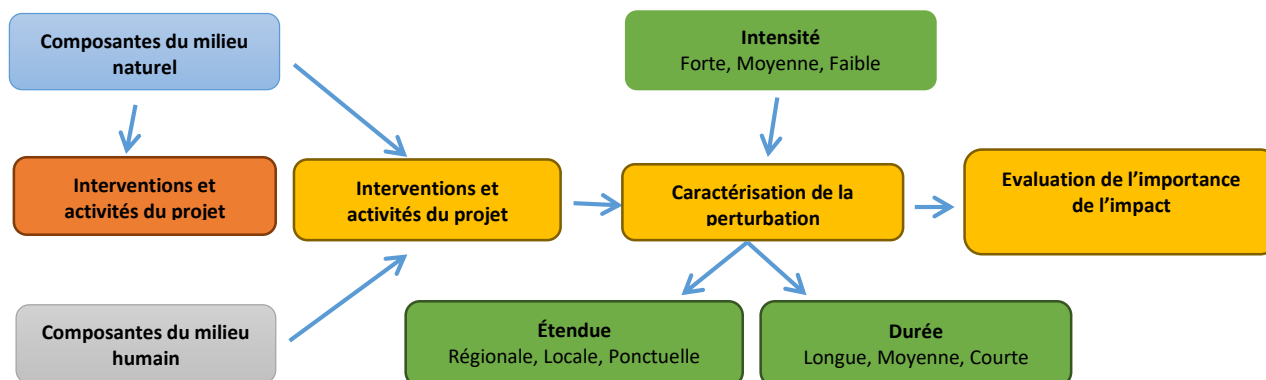 Composantes du milieu
naturel
Intensité
Forte, Moyenne, Faible
Interventions et
activités du projet
Interventions et
activités du projet
Caractérisation de la
perturbation
Evaluation de l’importance
de l’impact
Composantes du milieu
humain
Étendue
Régionale, Locale, Ponctuelle
Durée
Longue, Moyenne, Courte